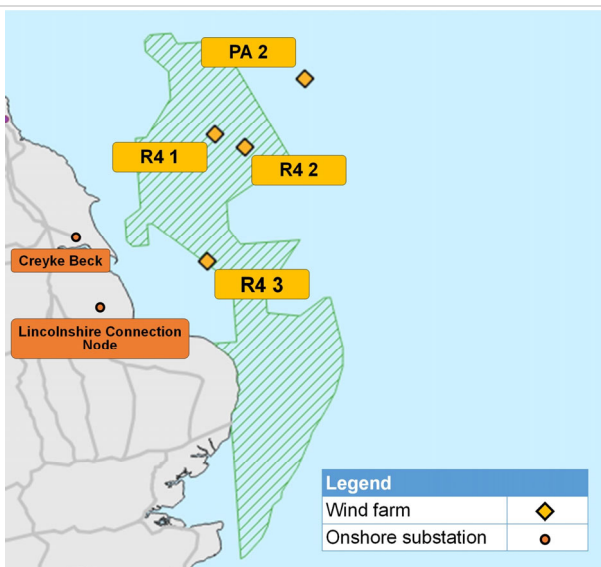 PA 2
R4 1
R4 2
Creyke Beck
R4 3
Lincolnshire Connection
Node
Legend
Wind farm
Onshore substation